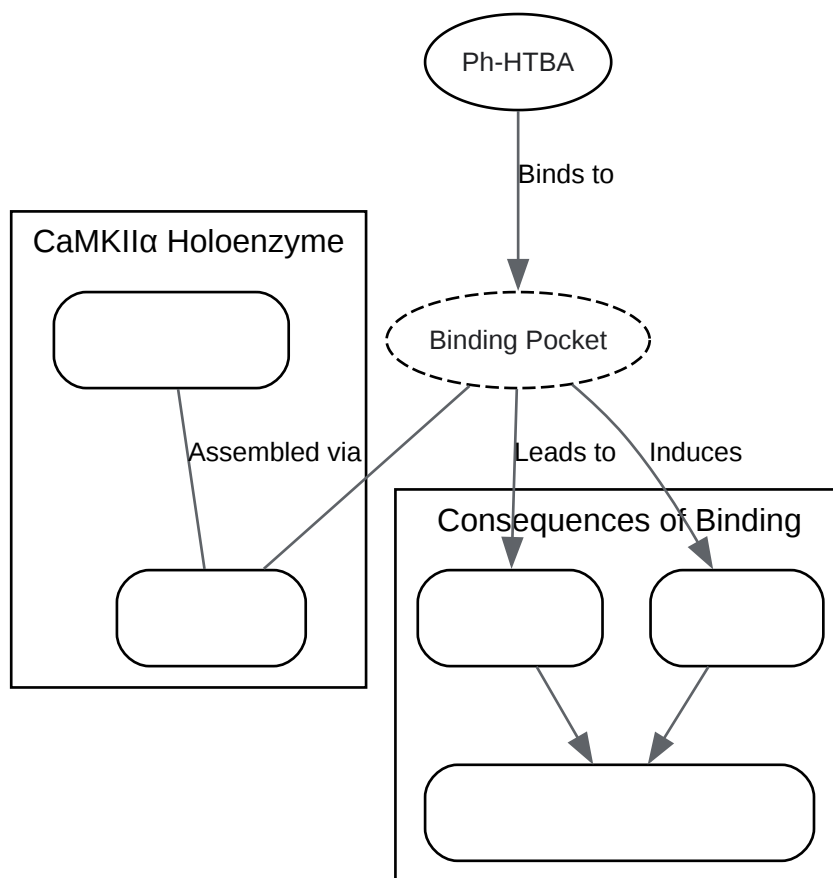 Ph-HTBA
Binds to
CaMKIIα Holoenzyme
Binding Pocket
Assembled via
Leads to
Induces
Consequences of Binding